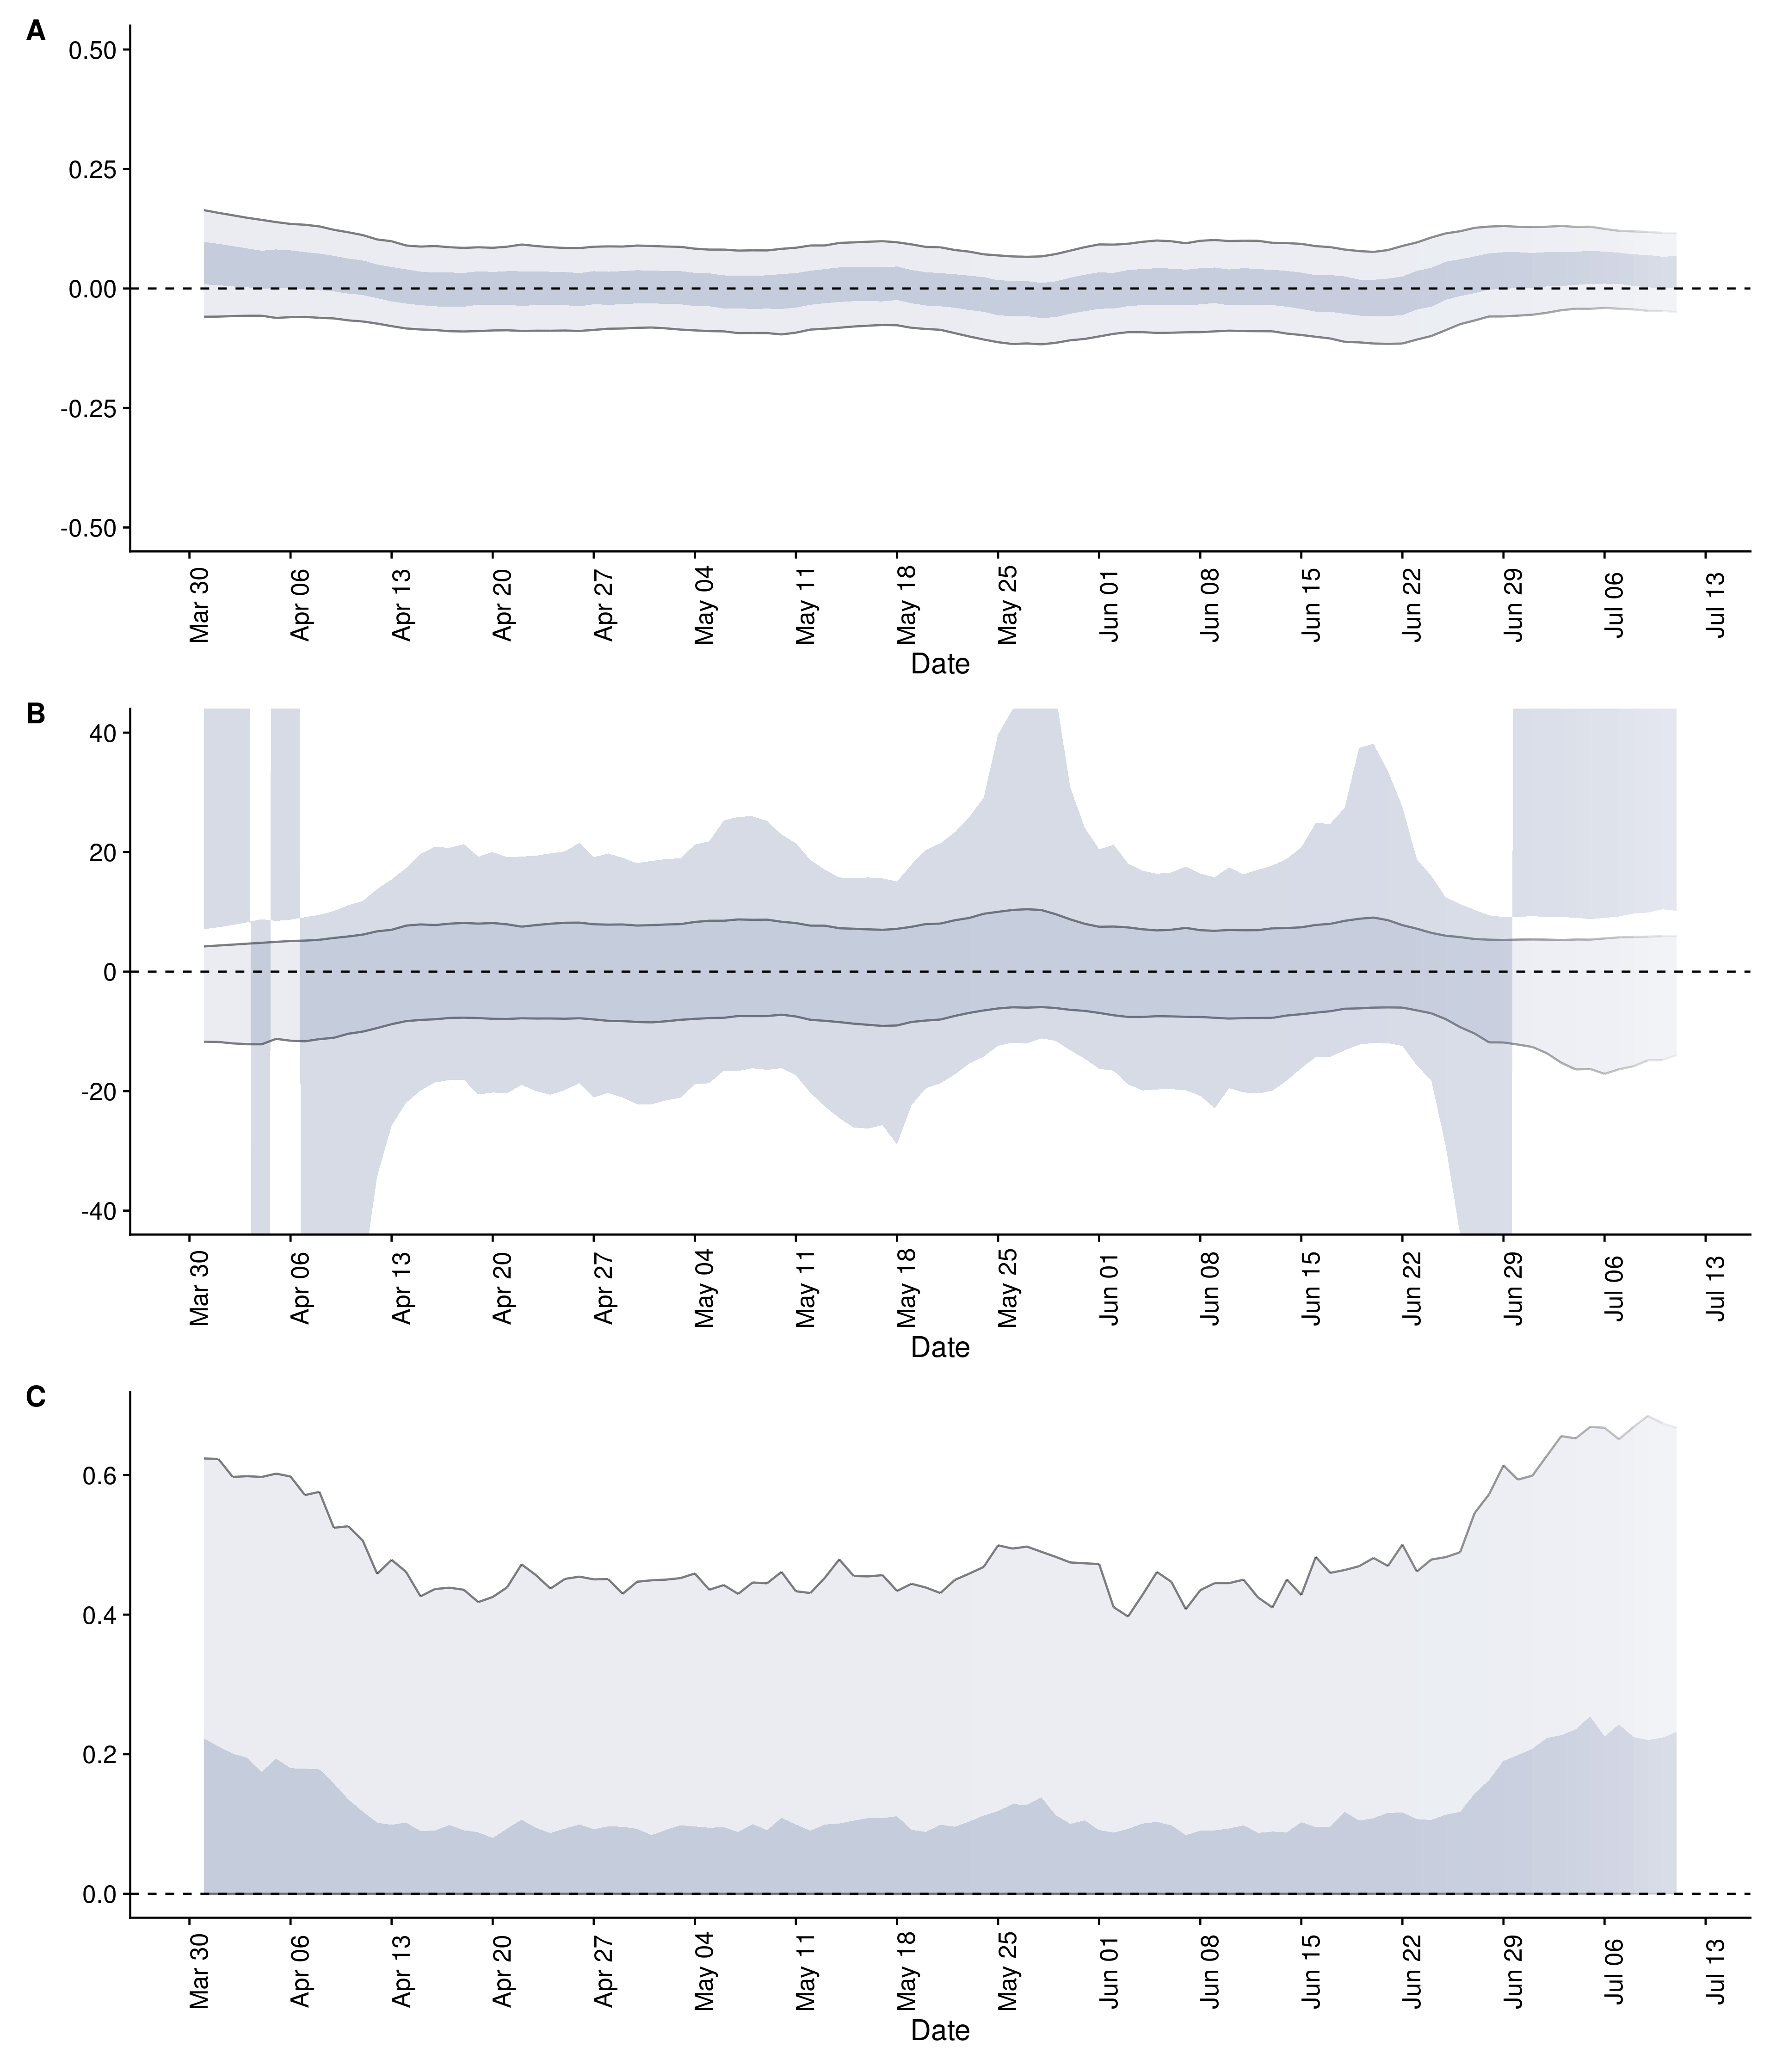 A
0.50
0.25
0.00
-0.25
-0.50
Mar 30
Apr 06
Apr 13
Apr 20
Apr 27
May 04
May 11
May 18
May 25
Jun 01
Jun 08
Jun 15
Jun 22
Jun 29
Jul 06
Jul 13
Date
B
40
20
0
-20
-40
Mar 30
Apr 06
Apr 13
Apr 20
Apr 27
May 04
May 11
May 18
May 25
Jun 01
Jun 08
Jun 15
Jun 22
Jun 29
Jul 06
Jul 13
Date
C
0.6
0.4
0.2
0.0
Mar 30
Apr 06
Apr 13
Apr 20
Apr 27
May 04
May 11
May 18
May 25
Jun 01
Jun 08
Jun 15
Jun 22
Jun 29
Jul 06
Jul 13
Date